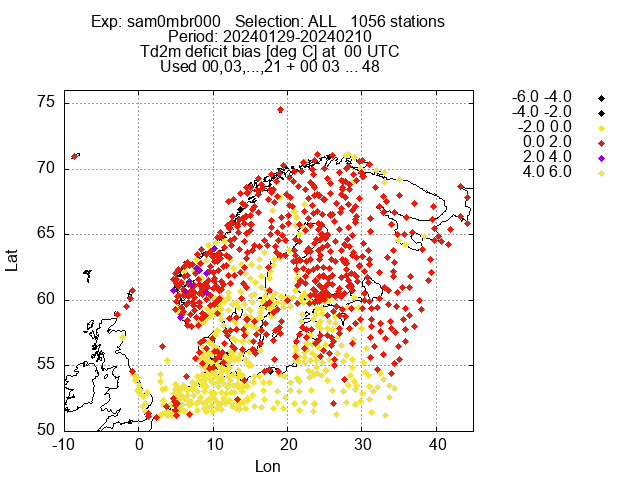 Exp: sam0mbr000   Selection: ALL   1056 stations
Period: 20240129-20240210
Td2m deficit bias [deg C] at  00 UTC
Used 00,03,...,21 + 00 03 ... 48
-6.0 -4.0
-4.0 -2.0
-2.0 0.0
0.0 2.0
2.0 4.0
4.0 6.0
75
70
65
60
55
50
Lat
-10 0 10 20 30 40
Lon